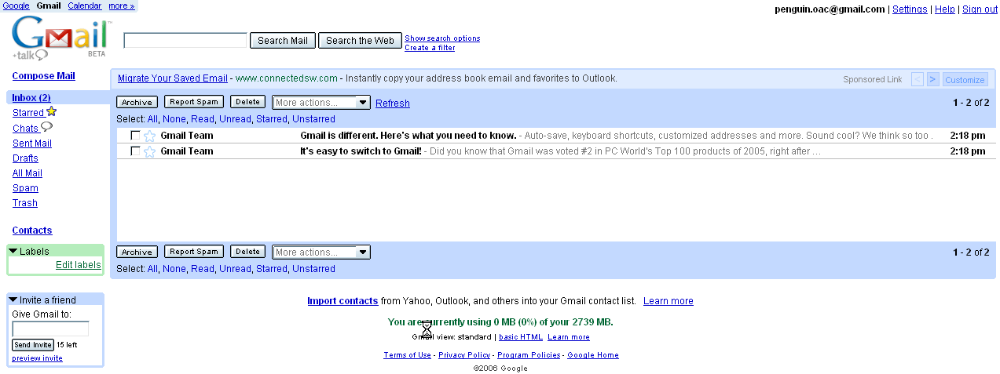 Google Gmail Calendar more »
penguin.oac@gmail.com | Settings | Help | Sign out
Gmail™
+talk BETA
Search Mail Search the Web Show search options
Create a filter
Compose Mail
Inbox (2)
Starred
Chats
Sent Mail
Drafts
All Mail
Spam
Trash
Contacts
Labels
Edit labels
Invite a friend
Give Gmail to:
Send Invite 15 left
preview invite
Migrate Your Saved Email - www.connectedsw.com - Instantly copy your address book email and favorites to Outlook. Sponsored Link < > Customize
Archive Report Spam Delete More actions... Refresh 1 - 2 of 2
Select: All, None, Read, Unread, Starred, Unstarred
Gmail Team Gmail is different. Here's what you need to know. - Auto-save, keyboard shortcuts, customized addresses and more. Sound cool? We think so too . 2:18 pm
Gmail Team It's easy to switch to Gmail! - Did you know that Gmail was voted #2 in PC World's Top 100 products of 2005, right after … 2:18 pm
Archive Report Spam Delete More actions... 1 - 2 of 2
Select: All, None, Read, Unread, Starred, Unstarred
Import contacts from Yahoo, Outlook, and others into your Gmail contact list. Learn more
You are currently using 0 MB (0%) of your 2739 MB.
Gmail view: standard | basic HTML Learn more
Terms of Use - Privacy Policy - Program Policies - Google Home
©2006 Google